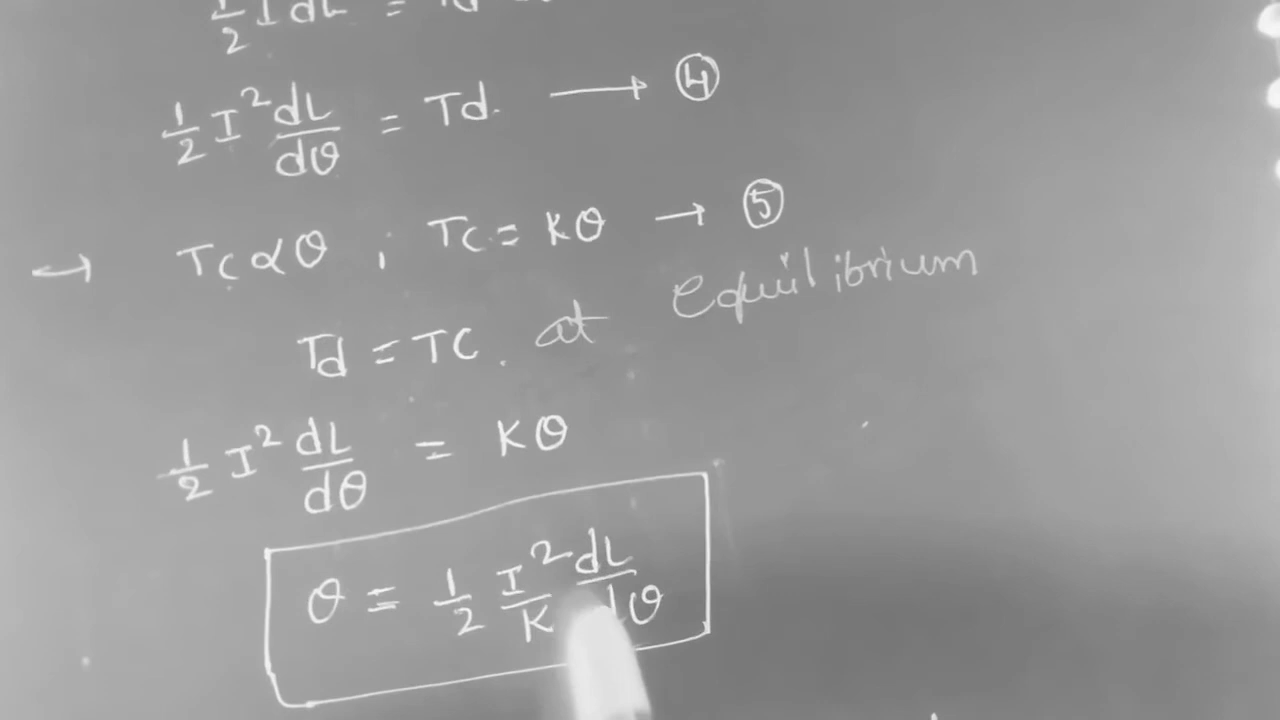 ½ I² dL/dθ = Td. → ④
→ Tc ∝ θ ; Tc = Kθ → ⑤
Td = TC. at equilibrium
½ I² dL/dθ = Kθ
θ = ½ I²/K dL/dθ